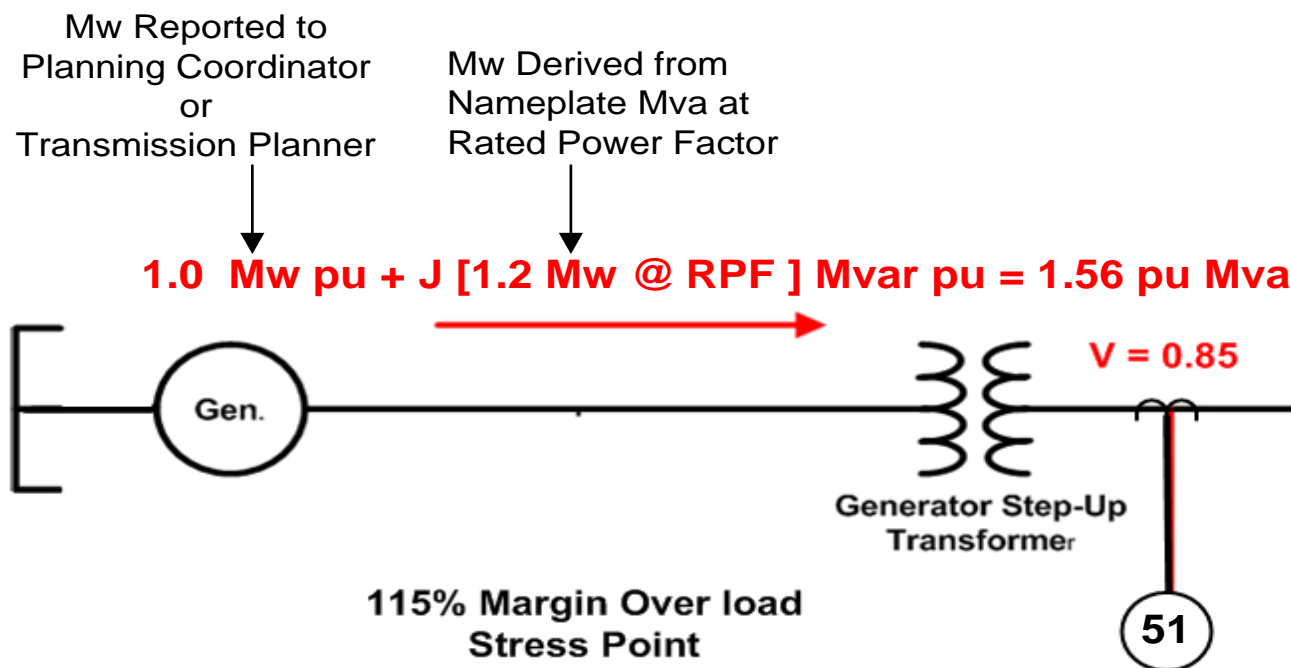 Mw Reported to
Planning Coordinator
or
Transmission Planner
Mw Derived from
Nameplate Mva at
Rated Power Factor
1.0 Mw pu + J [1.2 Mw @ RPF ] Mvar pu = 1.56 pu Mva
V = 0.85
Gen.
Generator Step-Up
Transformer
115% Margin Over load
Stress Point
51